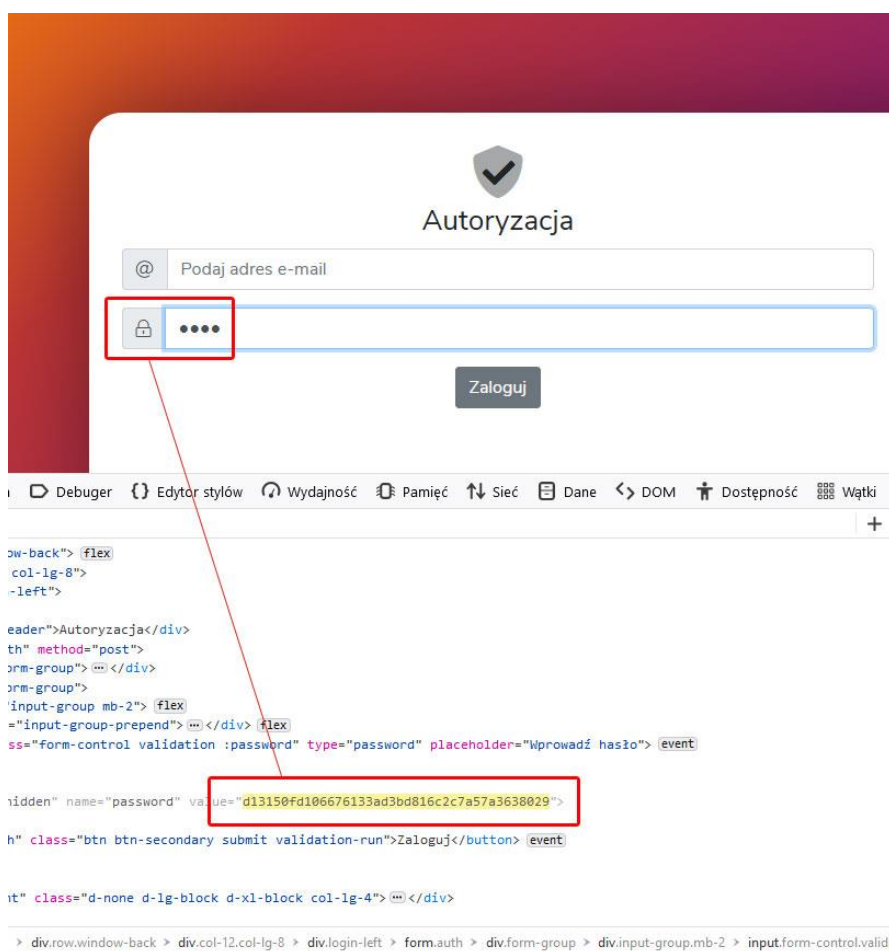 Autoryzacja
@ Podaj adres e-mail
••••
Zaloguj
Debuger {} Edytor stylów Wydajność Pamięć Sieć Dane DOM Dostępność Wątki
+
ow-back"> flex
col-lg-8">
-left">
eader">Autoryzacja</div>
th" method="post">
orm-group"> ··· </div>
orm-group">
"input-group mb-2"> flex
="input-group-prepend"> ··· </div> flex
ss="form-control validation :password" type="password" placeholder="Wprowadź hasło"> event
hidden" name="password" value="d13150fd106676133ad3bd816c2c7a57a3638029">
h" class="btn btn-secondary submit validation-run">Zaloguj</button> event
nt" class="d-none d-lg-block d-xl-block col-lg-4"> ··· </div>
> div.row.window-back > div.col-12.col-lg-8 > div.login-left > form.auth > div.form-group > div.input-group.mb-2 > input.form-control.valid